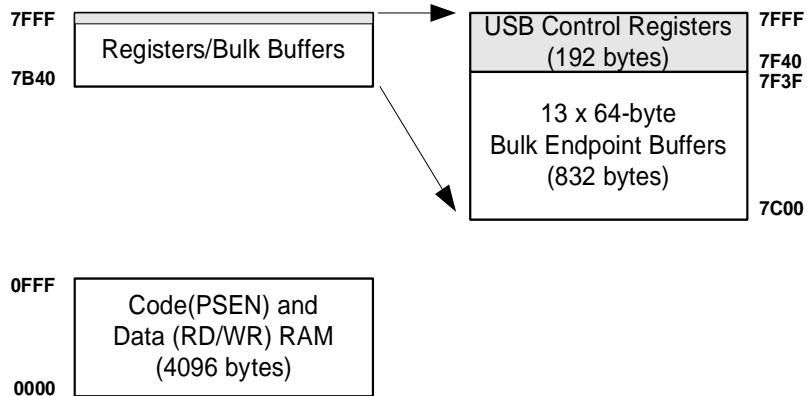 7FFF
Registers/Bulk Buffers
7B40
USB Control Registers
(192 bytes)
7FFF
7F40
7F3F
13 x 64-byte
Bulk Endpoint Buffers
(832 bytes)
7C00
0FFF
Code(PSEN) and
Data (RD/WR) RAM
(4096 bytes)
0000